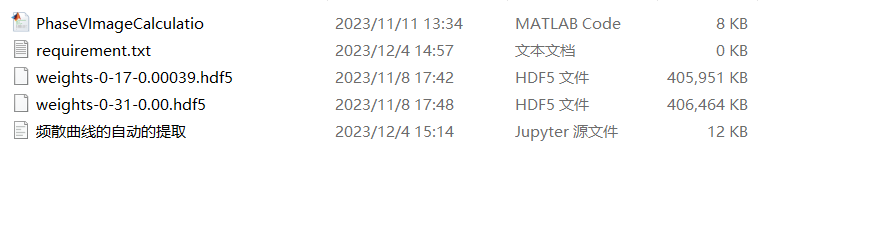 PhaseVImageCalculatio 2023/11/11 13:34 MATLAB Code 8 KB
requirement.txt 2023/12/4 14:57 文本文档 0 KB
weights-0-17-0.00039.hdf5 2023/11/8 17:42 HDF5 文件 405,951 KB
weights-0-31-0.00.hdf5 2023/11/8 17:48 HDF5 文件 406,464 KB
频散曲线的自动的提取 2023/12/4 15:14 Jupyter 源文件 12 KB